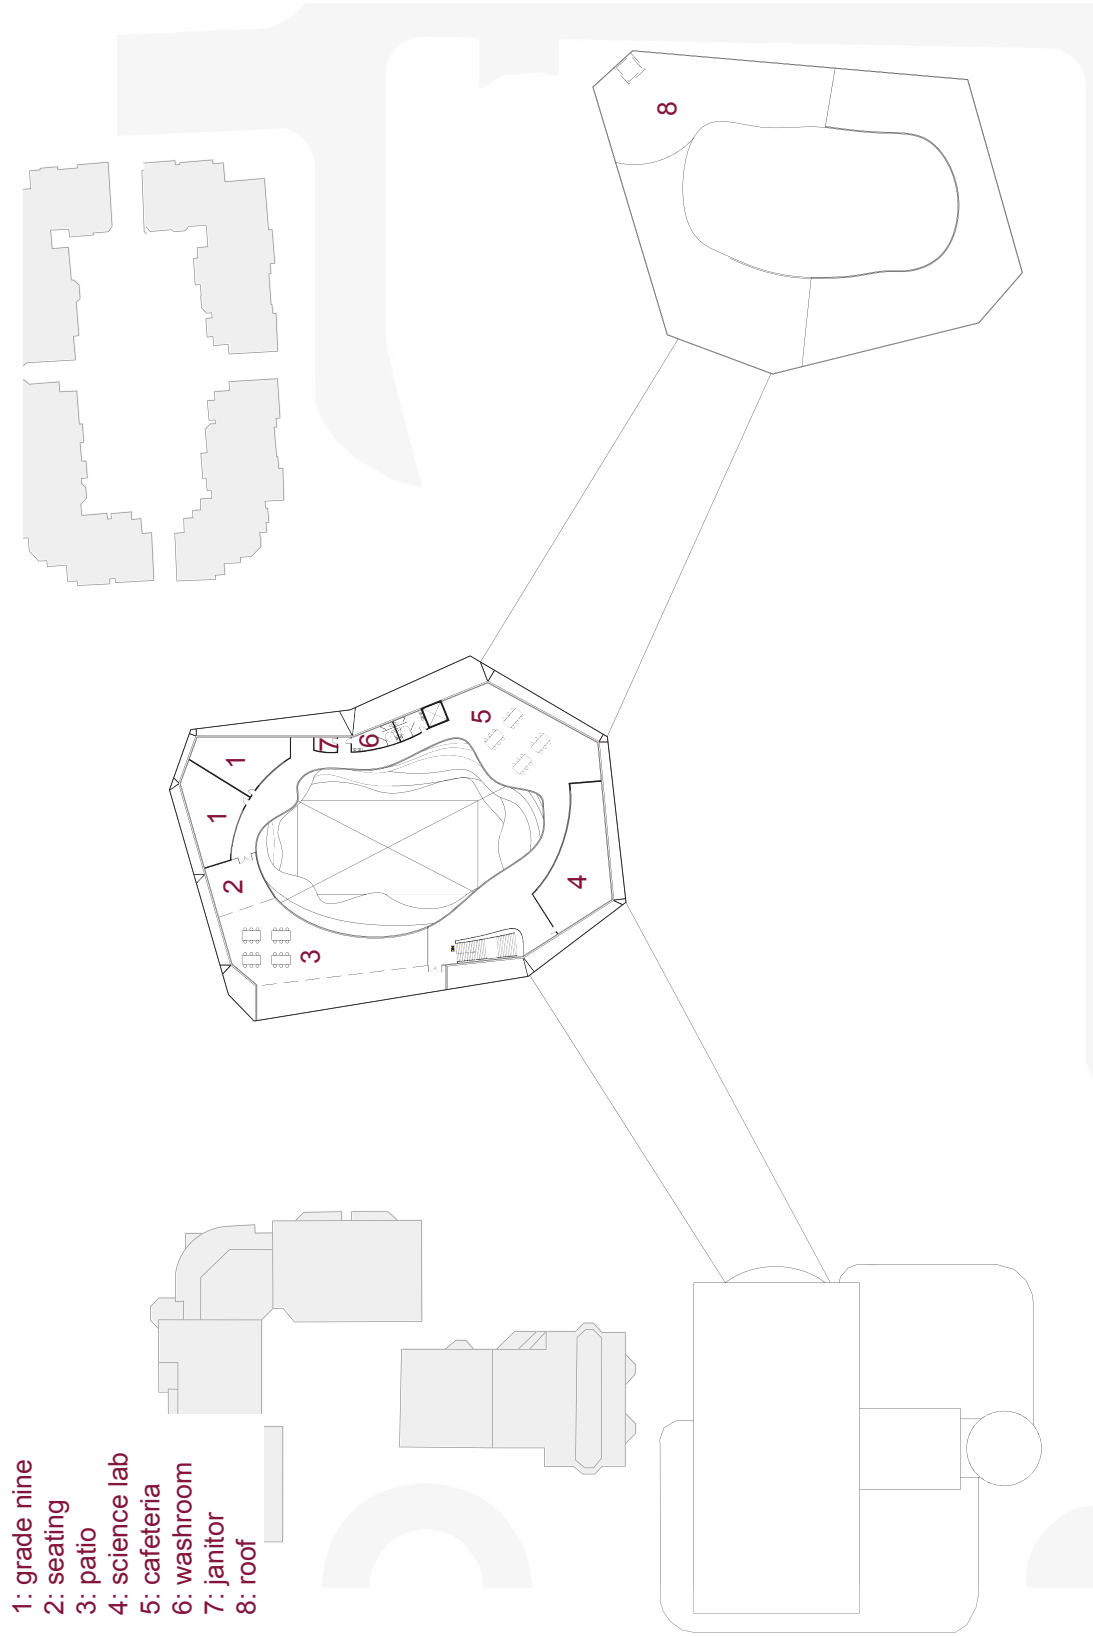 1: grade nine
2: seating
3: patio
4: science lab
5: cafeteria
6: washroom
7: janitor
8: roof
8
5
7
6
1
1
2
4
3